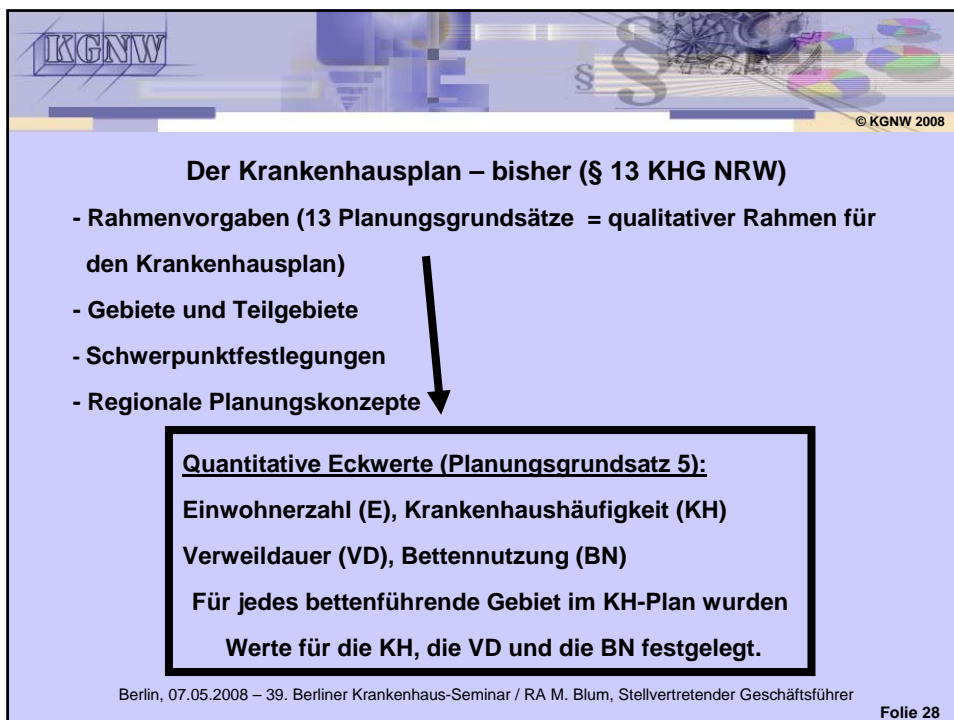 KGNW
§ §
© KGNW 2008
Der Krankenhausplan – bisher (§ 13 KHG NRW)
- Rahmenvorgaben (13 Planungsgrundsätze = qualitativer Rahmen für
den Krankenhausplan)
- Gebiete und Teilgebiete
- Schwerpunktfestlegungen
- Regionale Planungskonzepte
Quantitative Eckwerte (Planungsgrundsatz 5):
Einwohnerzahl (E), Krankenhaushäufigkeit (KH)
Verweildauer (VD), Bettennutzung (BN)
Für jedes bettenführende Gebiet im KH-Plan wurden
Werte für die KH, die VD und die BN festgelegt.
Berlin, 07.05.2008 – 39. Berliner Krankenhaus-Seminar / RA M. Blum, Stellvertretender Geschäftsführer
Folie 28